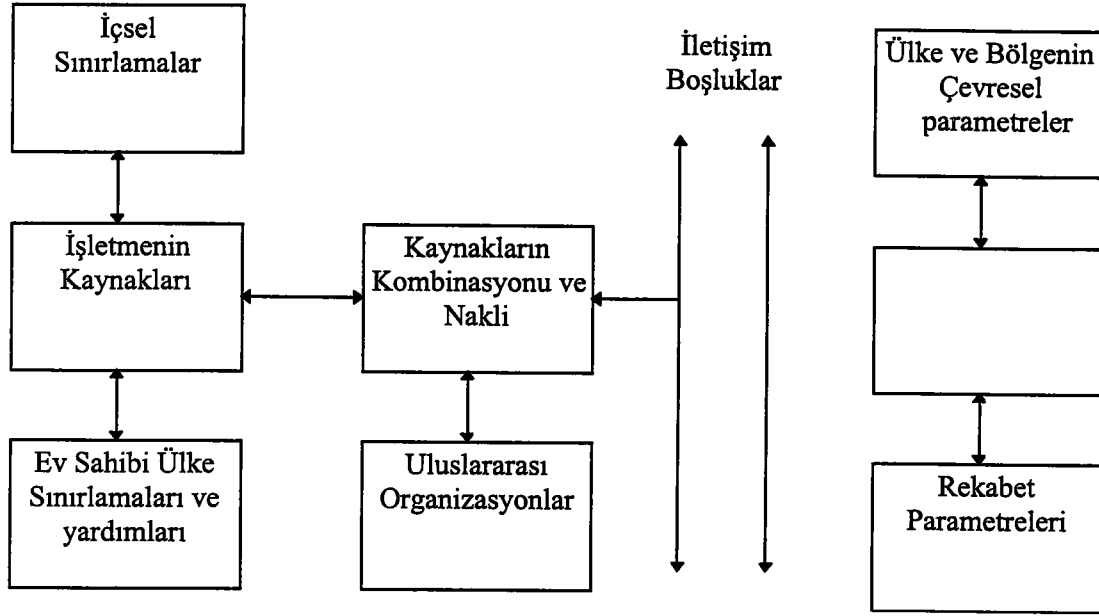 İçsel
Sınırlamalar
İletişim
Boşluklar
Ülke ve Bölgenin
Çevresel
parametreler
İşletmenin
Kaynakları
Kaynakların
Kombinasyonu ve
Nakli
Ev Sahibi Ülke
Sınırlamaları ve
yardımları
Uluslararası
Organizasyonlar
Rekabet
Parametreleri